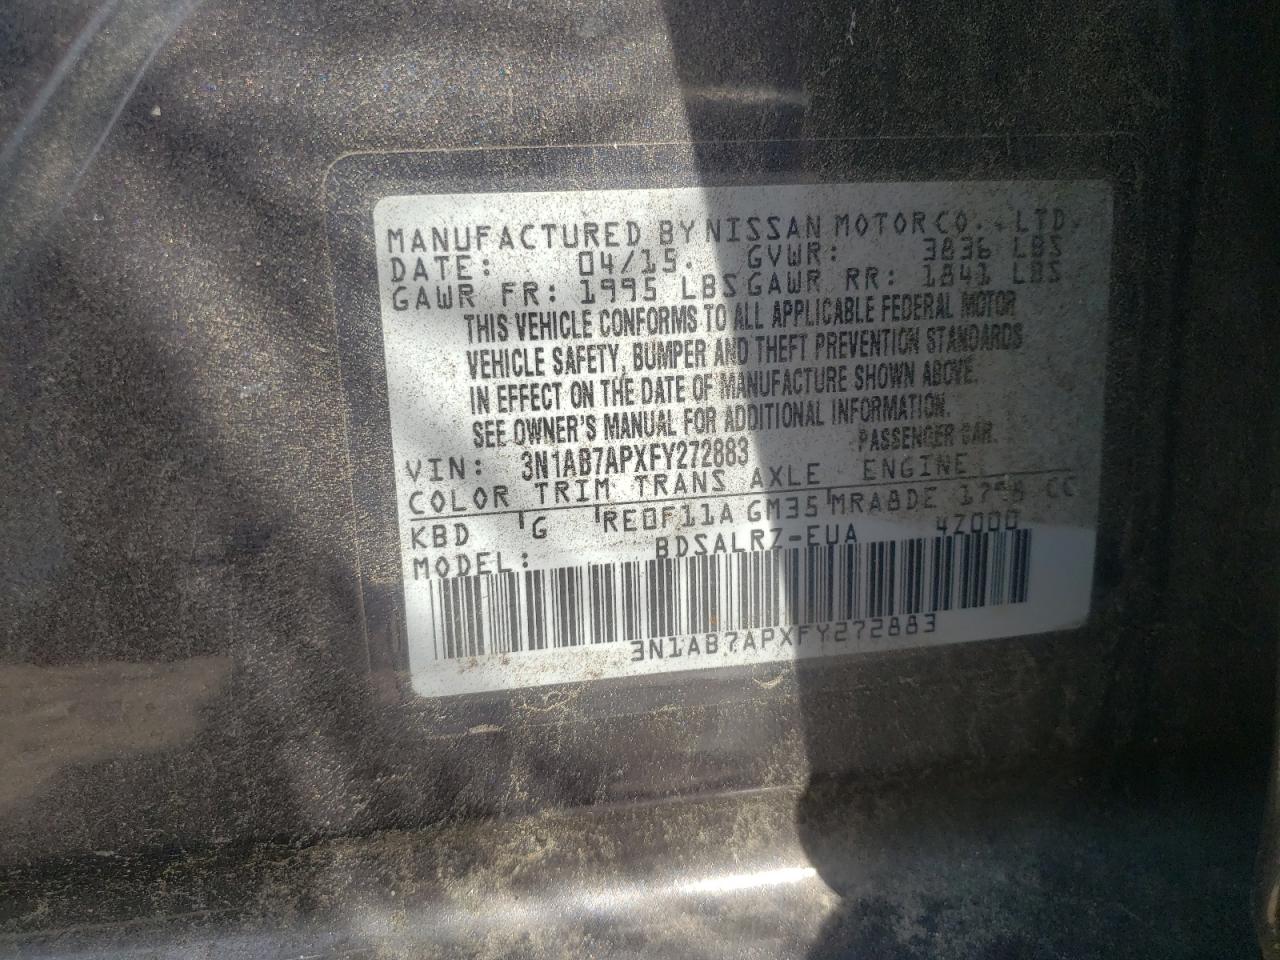 MANUFACTURED BY NISSAN MOTOR CO., LTD.
DATE: 04/15. GVWR: 3836 LBS
GAWR FR: 1995 LBS GAWR RR: 1841 LBS
THIS VEHICLE CONFORMS TO ALL APPLICABLE FEDERAL MOTOR
VEHICLE SAFETY, BUMPER AND THEFT PREVENTION STANDARDS
IN EFFECT ON THE DATE OF MANUFACTURE SHOWN ABOVE.
SEE OWNER'S MANUAL FOR ADDITIONAL INFORMATION.
VIN: 3N1AB7APXFY272883 PASSENGER CAR.
COLOR TRIM TRANS AXLE ENGINE
KBD G RE0F11A GM35 MRA8DE 1798 CC
MODEL: BDSALRZ-EUA 4Z000
3N1AB7APXFY272883